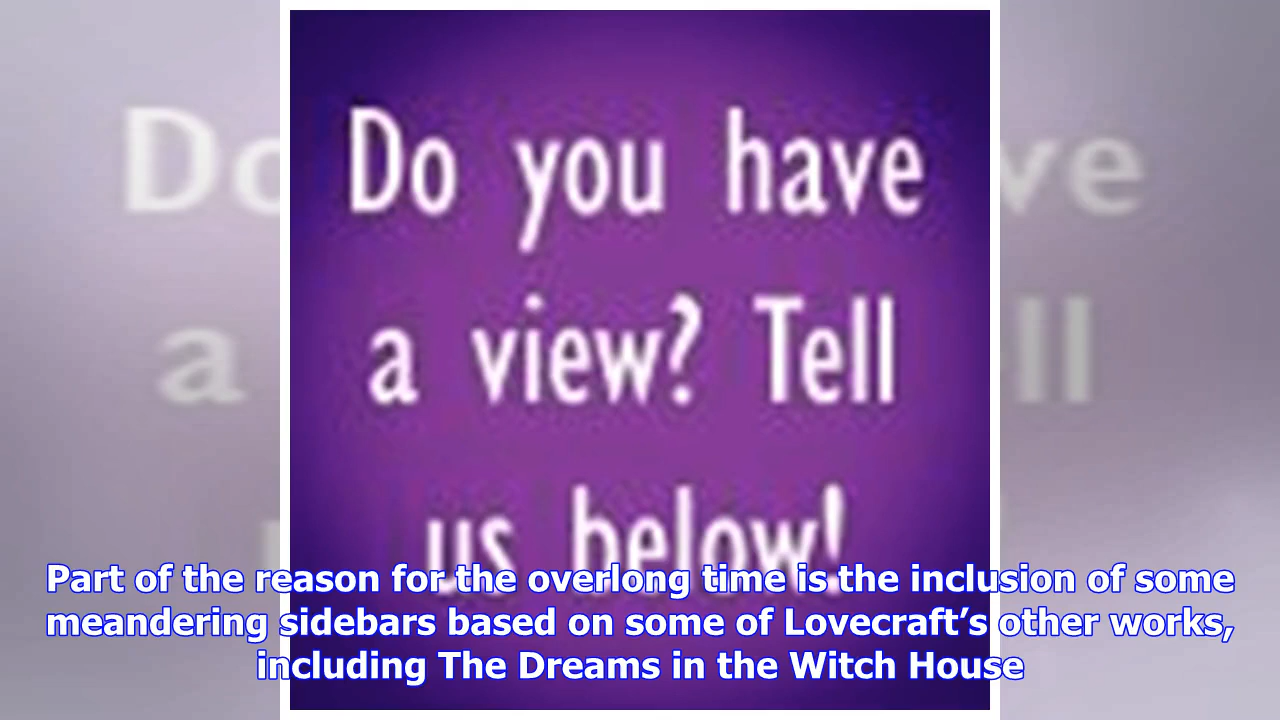 Do you have
a view? Tell
us below!
Part of the reason for the overlong time is the inclusion of some
meandering sidebars based on some of Lovecraft’s other works,
including The Dreams in the Witch House